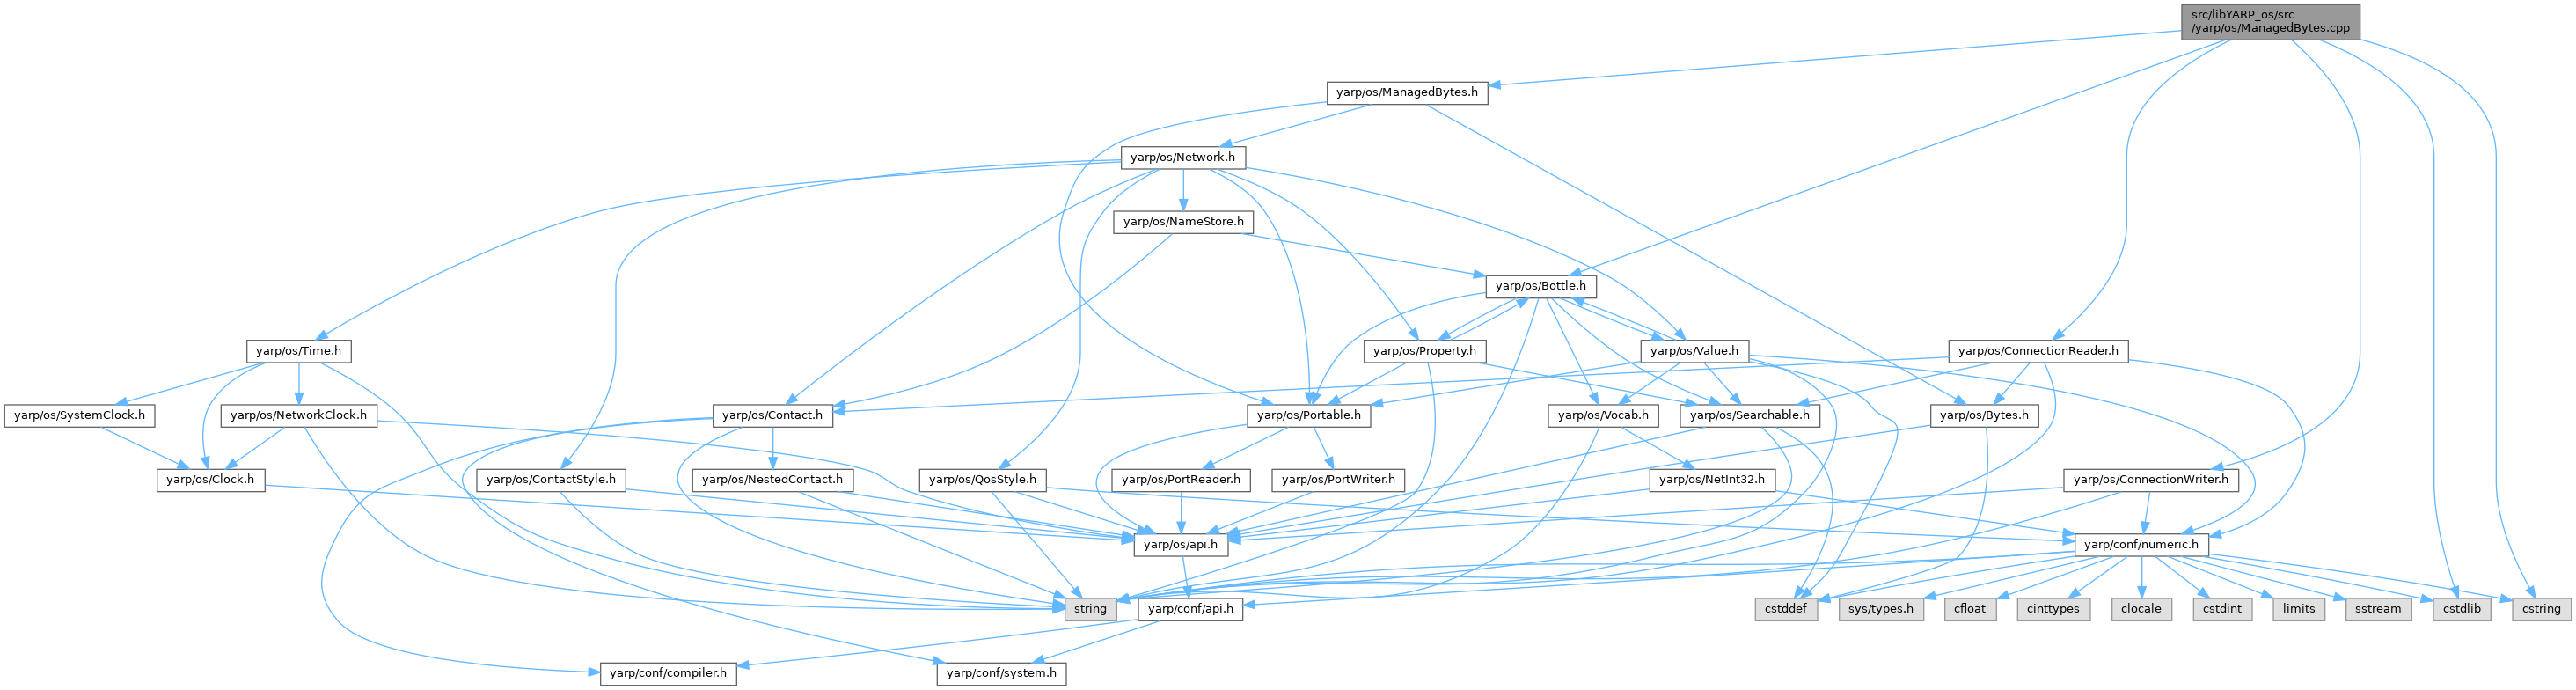 src/libYARP_os/src
/yarp/os/ManagedBytes.cpp
yarp/os/ManagedBytes.h
yarp/os/Network.h
yarp/os/NameStore.h
yarp/os/Bottle.h
yarp/os/Time.h
yarp/os/Property.h
yarp/os/Value.h
yarp/os/ConnectionReader.h
yarp/os/SystemClock.h
yarp/os/NetworkClock.h
yarp/os/Contact.h
yarp/os/Portable.h
yarp/os/Vocab.h
yarp/os/Searchable.h
yarp/os/Bytes.h
yarp/os/Clock.h
yarp/os/ContactStyle.h
yarp/os/NestedContact.h
yarp/os/QosStyle.h
yarp/os/PortReader.h
yarp/os/PortWriter.h
yarp/os/NetInt32.h
yarp/os/ConnectionWriter.h
yarp/os/api.h
yarp/conf/numeric.h
string
yarp/conf/api.h
cstddef
sys/types.h
cfloat
cinttypes
clocale
cstdint
limits
sstream
cstdlib
cstring
yarp/conf/compiler.h
yarp/conf/system.h